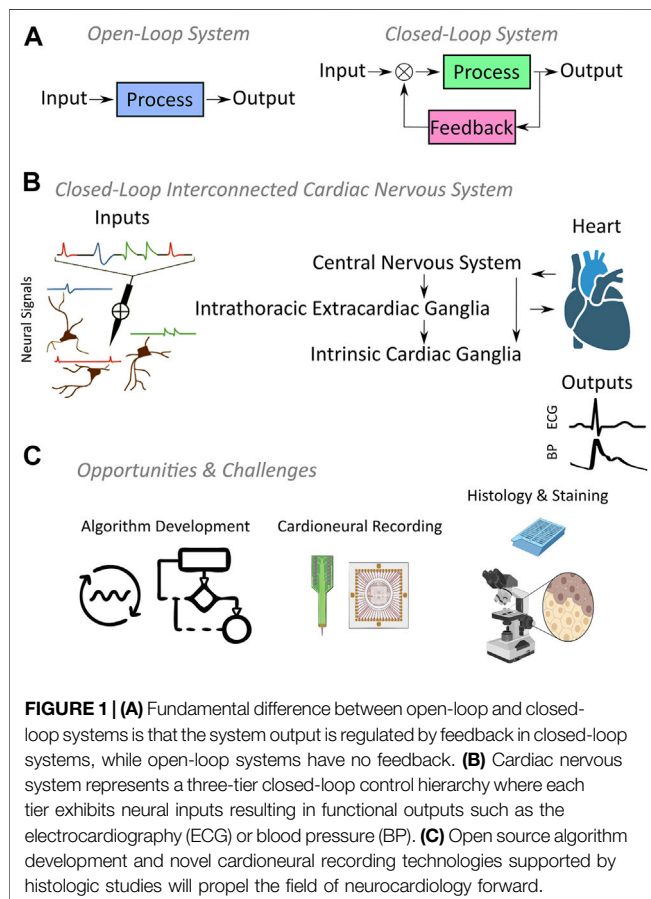 A
Open-Loop System
Closed-Loop System
Input
Process
Output
Input
Process
Output
Feedback
B
Closed-Loop Interconnected Cardiac Nervous System
Inputs
Neural Signals
Central Nervous System
Intrathoracic Extracardiac Ganglia
Intrinsic Cardiac Ganglia
Heart
Outputs
ECG
BP
C
Opportunities & Challenges
Algorithm Development
Cardioneural Recording
Histology & Staining
FIGURE 1 | (A) Fundamental difference between open-loop and closed-
loop systems is that the system output is regulated by feedback in closed-loop
systems, while open-loop systems have no feedback. (B) Cardiac nervous
system represents a three-tier closed-loop control hierarchy where each
tier exhibits neural inputs resulting in functional outputs such as the
electrocardiography (ECG) or blood pressure (BP). (C) Open source algorithm
development and novel cardioneural recording technologies supported by
histologic studies will propel the field of neurocardiology forward.